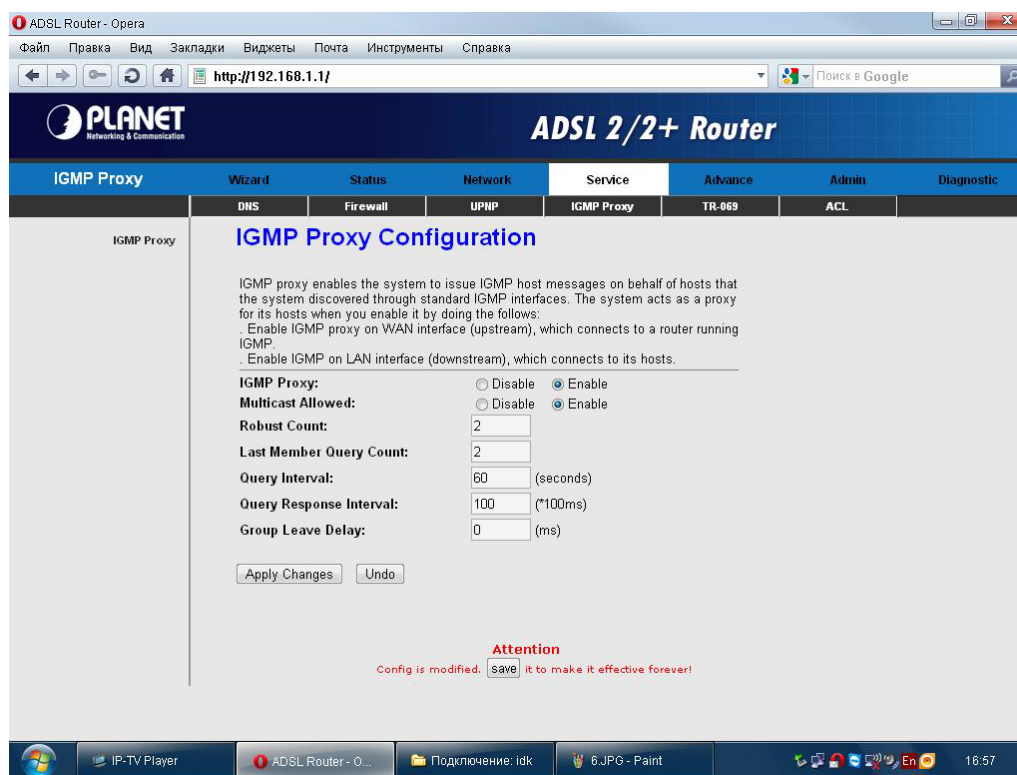 ADSL Router - Opera
Файл Правка Вид Закладки Виджеты Почта Инструменты Справка
http://192.168.1.1/ Поиск в Google
PLANET
Networking & Communication
ADSL 2/2+ Router
IGMP Proxy Wizard Status Network Service Advance Admin Diagnostic
DNS Firewall UPNP IGMP Proxy TR-069 ACL
IGMP Proxy
IGMP Proxy Configuration
IGMP proxy enables the system to issue IGMP host messages on behalf of hosts that
the system discovered through standard IGMP interfaces. The system acts as a proxy
for its hosts when you enable it by doing the follows:
. Enable IGMP proxy on WAN interface (upstream), which connects to a router running
IGMP.
. Enable IGMP on LAN interface (downstream), which connects to its hosts.
IGMP Proxy: Disable Enable
Multicast Allowed: Disable Enable
Robust Count: 2
Last Member Query Count: 2
Query Interval: 60 (seconds)
Query Response Interval: 100 (*100ms)
Group Leave Delay: 0 (ms)
Apply Changes Undo
Attention
Config is modified. save it to make it effective forever!
IP-TV Player ADSL Router - O... Подключение: idk 6.JPG - Paint En 16:57